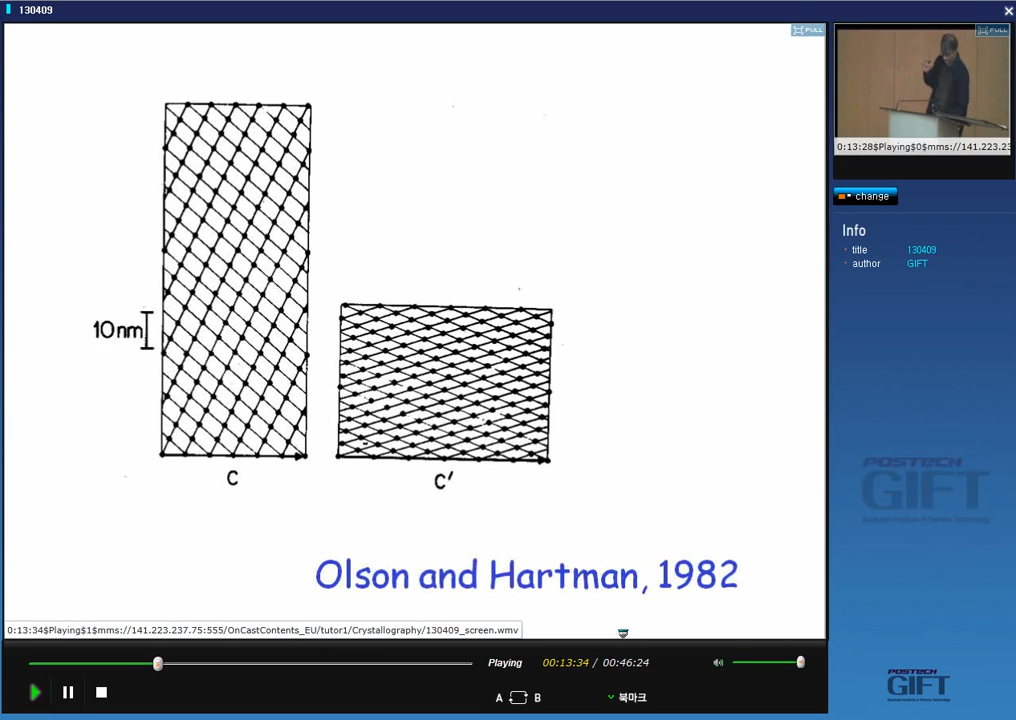 130409
FULL
FULL
10nm
C
C'
Olson and Hartman, 1982
0:13:28$Playing$0$mms://141.223.23
change
Info
title 130409
author GIFT
POSTECH
GIFT
0:13:34$Playing$1$mms://141.223.237.75:555/OnCastContents_EU/tutor1/Crystallography/130409_screen.wmv
Playing 00:13:34 / 00:46:24
A B 북마크
POSTECH
GIFT